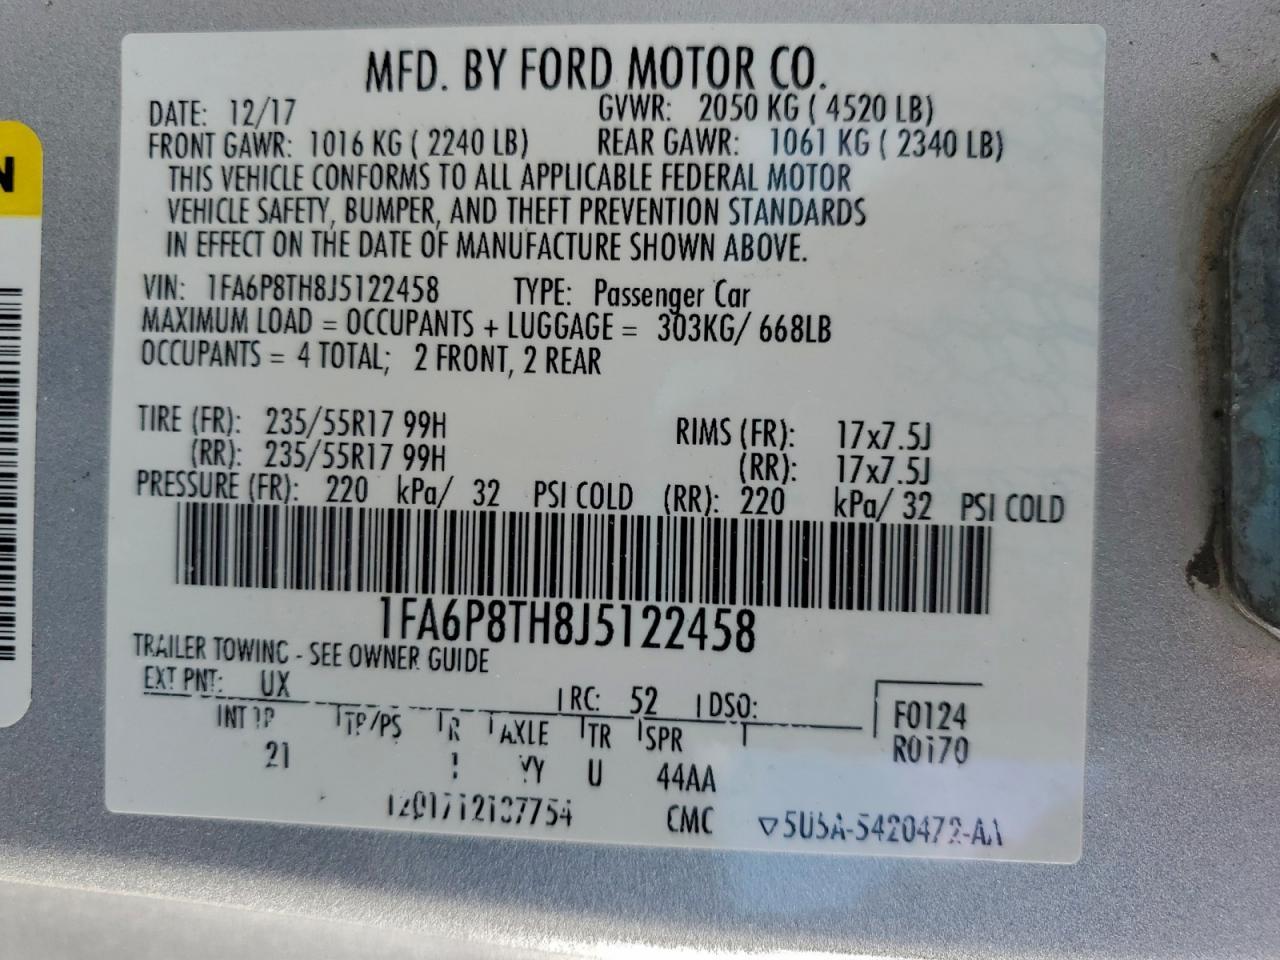 MFD. BY FORD MOTOR CO.
DATE: 12/17 GVWR: 2050 KG ( 4520 LB)
FRONT GAWR: 1016 KG ( 2240 LB) REAR GAWR: 1061 KG ( 2340 LB)
THIS VEHICLE CONFORMS TO ALL APPLICABLE FEDERAL MOTOR
VEHICLE SAFETY, BUMPER, AND THEFT PREVENTION STANDARDS
IN EFFECT ON THE DATE OF MANUFACTURE SHOWN ABOVE.
VIN: 1FA6P8TH8J5122458 TYPE: Passenger Car
MAXIMUM LOAD = OCCUPANTS + LUGGAGE = 303KG/ 668LB
OCCUPANTS = 4 TOTAL; 2 FRONT, 2 REAR
TIRE (FR): 235/55R17 99H RIMS (FR): 17x7.5J
(RR): 235/55R17 99H (RR): 17x7.5J
PRESSURE (FR): 220 kPa/ 32 PSI COLD (RR): 220 kPa/ 32 PSI COLD
1FA6P8TH8J5122458
TRAILER TOWING - SEE OWNER GUIDE
EXT PNT: UX RC: 52 DSO:
INT TP/PS R AXLE TR SPR
F0124
R0170
21 YY U 44AA
CMC
N